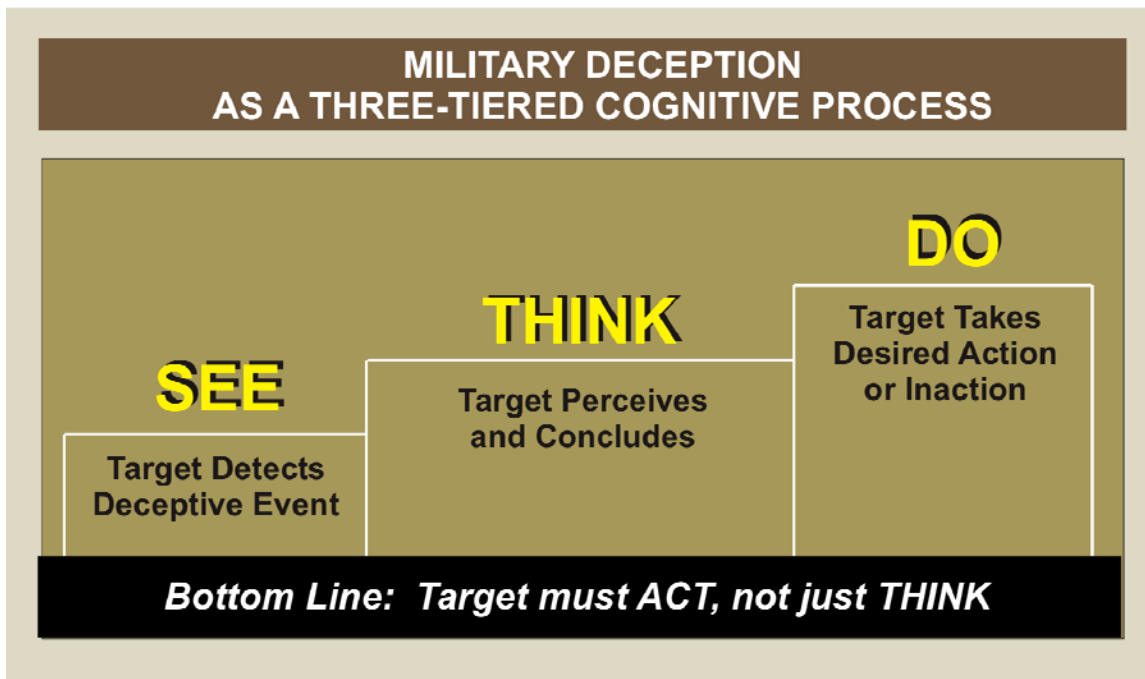 MILITARY DECEPTION
AS A THREE-TIERED COGNITIVE PROCESS
SEE
Target Detects
Deceptive Event
THINK
Target Perceives
and Concludes
DO
Target Takes
Desired Action
or Inaction
Bottom Line: Target must ACT, not just THINK